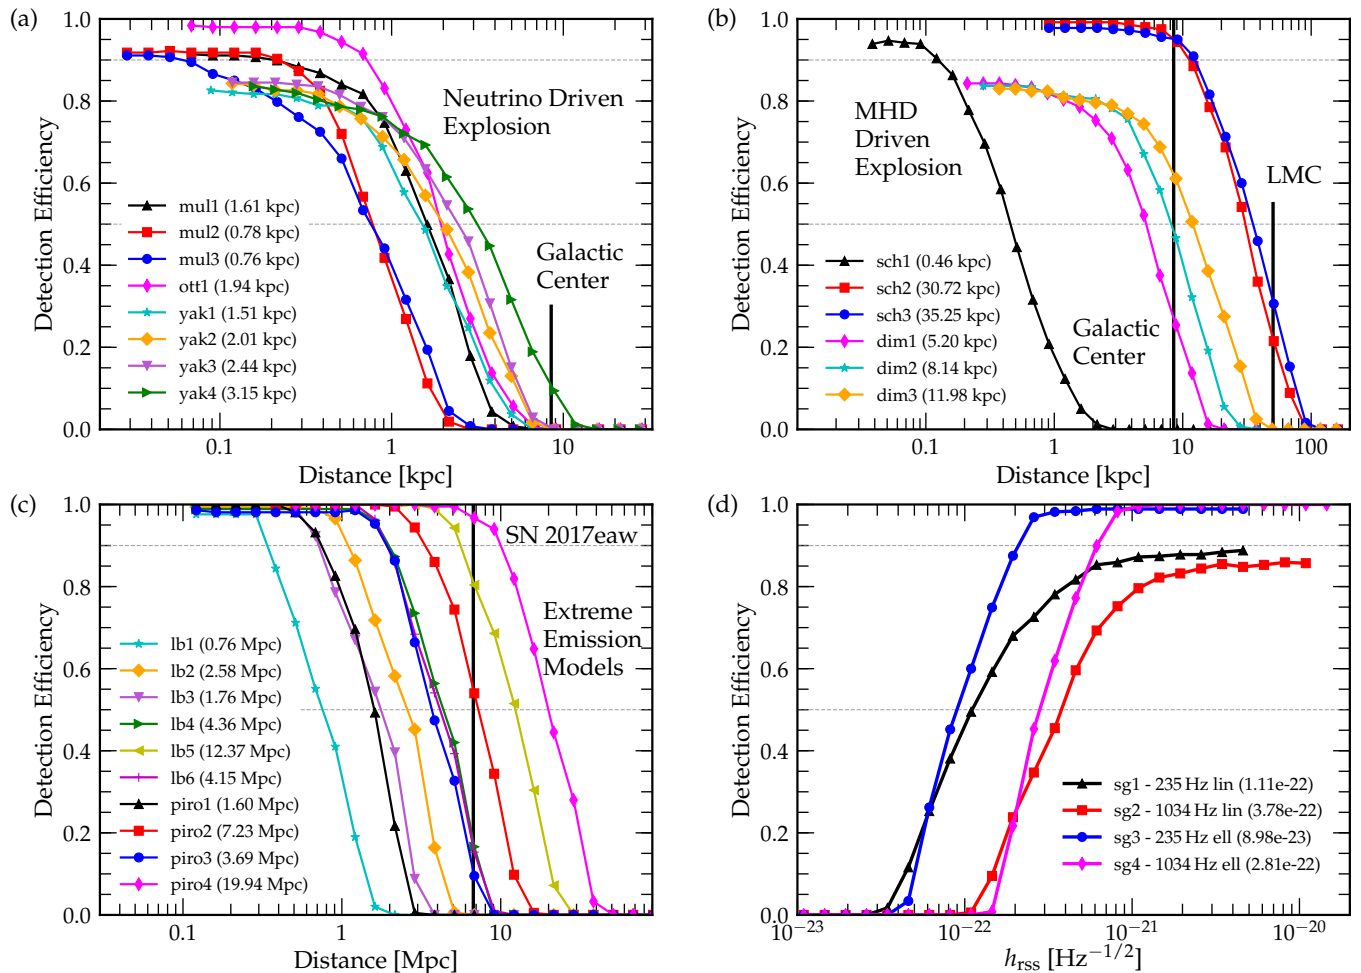 (a)
1.0
0.8
0.6
0.4
0.2
0.0
Detection Efficiency
Neutrino Driven
Explosion
mul1 (1.61 kpc)
mul2 (0.78 kpc)
mul3 (0.76 kpc)
ott1 (1.94 kpc)
yak1 (1.51 kpc)
yak2 (2.01 kpc)
yak3 (2.44 kpc)
yak4 (3.15 kpc)
Galactic
Center
0.1
1
10
Distance [kpc]
(b)
1.0
0.8
0.6
0.4
0.2
0.0
Detection Efficiency
MHD
Driven
Explosion
LMC
sch1 (0.46 kpc)
sch2 (30.72 kpc)
sch3 (35.25 kpc)
dim1 (5.20 kpc)
dim2 (8.14 kpc)
dim3 (11.98 kpc)
Galactic
Center
0.1
1
10
100
Distance [kpc]
(c)
1.0
0.8
0.6
0.4
0.2
0.0
Detection Efficiency
SN 2017eaw
Extreme
Emission
Models
lb1 (0.76 Mpc)
lb2 (2.58 Mpc)
lb3 (1.76 Mpc)
lb4 (4.36 Mpc)
lb5 (12.37 Mpc)
lb6 (4.15 Mpc)
piro1 (1.60 Mpc)
piro2 (7.23 Mpc)
piro3 (3.69 Mpc)
piro4 (19.94 Mpc)
0.1
1
10
Distance [Mpc]
(d)
1.0
0.8
0.6
0.4
0.2
0.0
Detection Efficiency
sg1 - 235 Hz lin (1.11e-22)
sg2 - 1034 Hz lin (3.78e-22)
sg3 - 235 Hz ell (8.98e-23)
sg4 - 1034 Hz ell (2.81e-22)
10⁻²³
10⁻²²
10⁻²¹
10⁻²⁰
h_rss [Hz⁻¹ᐟ²]